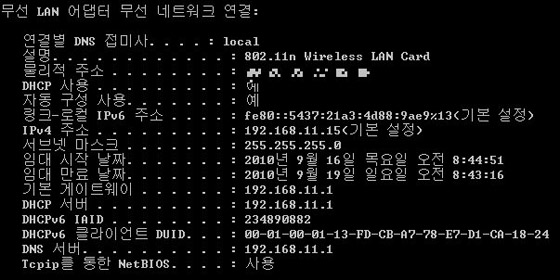 무선 LAN 어댑터 무선 네트워크 연결:
연결별 DNS 접미사. . . . : local
설명. . . . . . . . . . . . : 802.11n Wireless LAN Card
물리적 주소 . . . . . . . . :
DHCP 사용 . . . . . . . . . : 예
자동 구성 사용. . . . . . . : 예
링크-로컬 IPv6 주소 . . . . : fe80::5437:21a3:4d88:9ae9%13(기본 설정)
IPv4 주소 . . . . . . . . . : 192.168.11.15(기본 설정)
서브넷 마스크 . . . . . . . : 255.255.255.0
임대 시작 날짜. . . . . . . : 2010년 9월 16일 목요일 오전 8:44:51
임대 만료 날짜. . . . . . . : 2010년 9월 19일 일요일 오전 8:43:16
기본 게이트웨이 . . . . . . : 192.168.11.1
DHCP 서버 . . . . . . . . . : 192.168.11.1
DHCPv6 IAID . . . . . . . . : 234890882
DHCPv6 클라이언트 DUID. . . : 00-01-00-01-13-FD-CB-A7-78-E7-D1-CA-18-24
DNS 서버. . . . . . . . . . : 192.168.11.1
Tcpip를 통한 NetBIOS. . . . : 사용